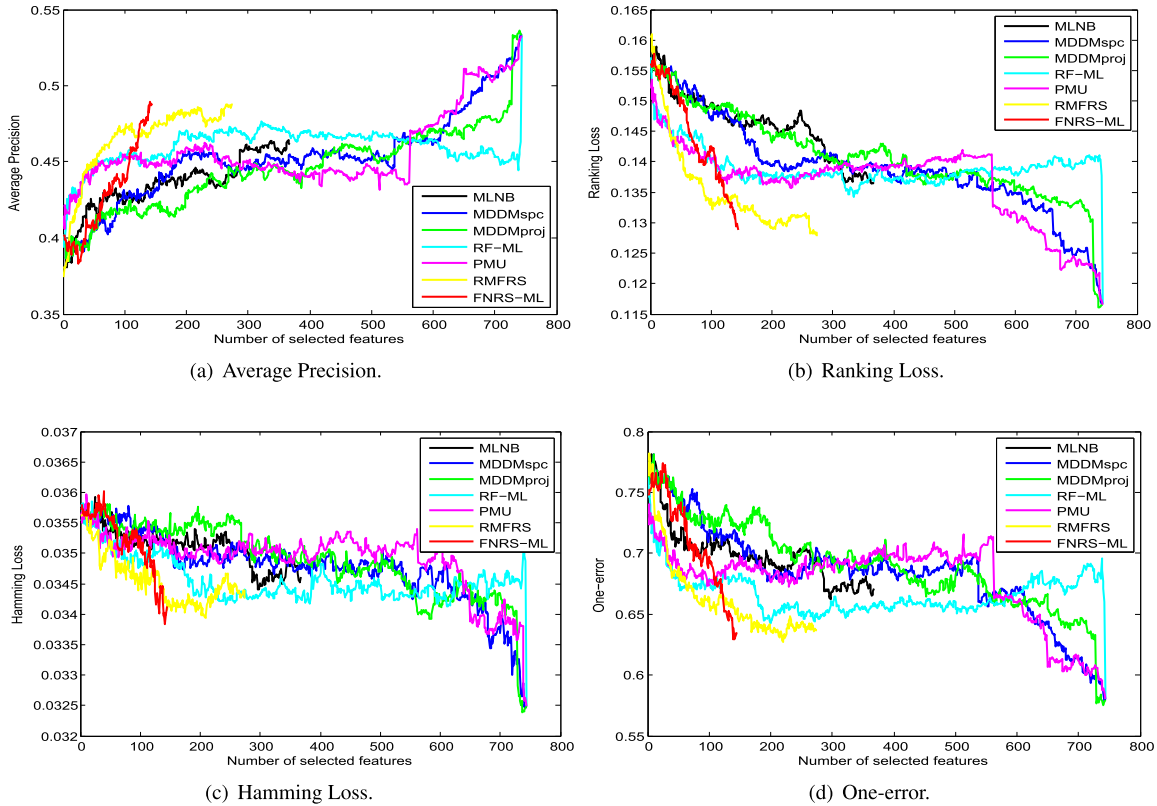 0.55
0.5
0.45
0.4
0.35
Average Precision
0 100 200 300 400 500 600 700 800
Number of selected features
MLNB
MDDMspc
MDDMproj
RF−ML
PMU
RMFRS
FNRS−ML
(a) Average Precision.
0.165
0.16
0.155
0.15
0.145
0.14
0.135
0.13
0.125
0.12
0.115
Ranking Loss
0 100 200 300 400 500 600 700 800
Number of selected features
MLNB
MDDMspc
MDDMproj
RF−ML
PMU
RMFRS
FNRS−ML
(b) Ranking Loss.
0.037
0.0365
0.036
0.0355
0.035
0.0345
0.034
0.0335
0.033
0.0325
0.032
Hamming Loss
0 100 200 300 400 500 600 700 800
Number of selected features
MLNB
MDDMspc
MDDMproj
RF−ML
PMU
RMFRS
FNRS−ML
(c) Hamming Loss.
0.8
0.75
0.7
0.65
0.6
0.55
One−error
0 100 200 300 400 500 600 700 800
Number of selected features
MLNB
MDDMspc
MDDMproj
RF−ML
PMU
RMFRS
FNRS−ML
(d) One-error.